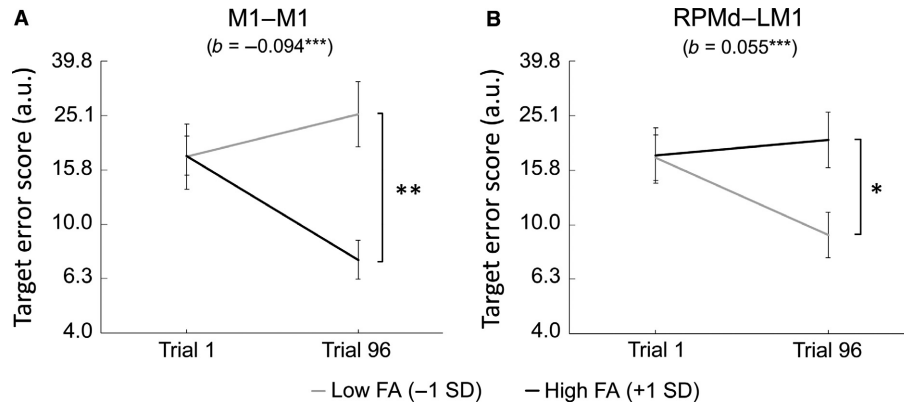 A
M1–M1
(b = –0.094***)
Target error score (a.u.)
39.8
25.1
15.8
10.0
6.3
4.0
**
Trial 1
Trial 96
B
RPMd–LM1
(b = 0.055***)
Target error score (a.u.)
39.8
25.1
15.8
10.0
6.3
4.0
*
Trial 1
Trial 96
Low FA (–1 SD)
High FA (+1 SD)